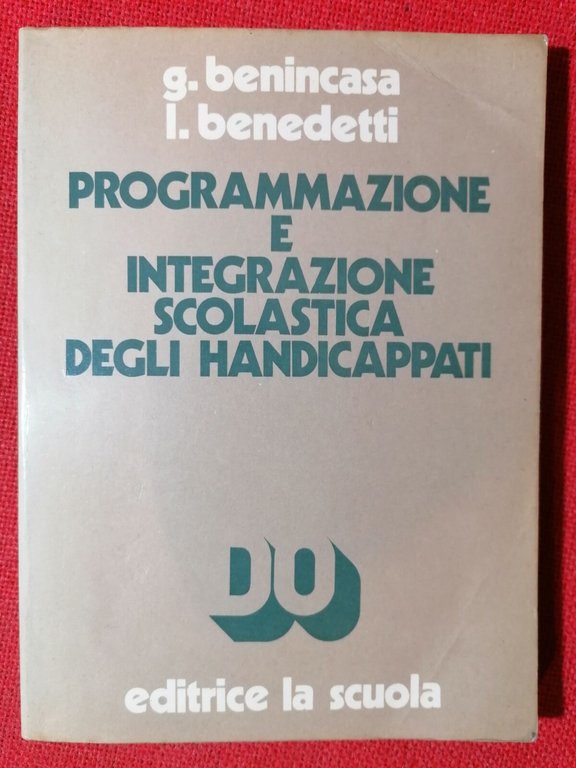 g. benincasa
l. benedetti
PROGRAMMAZIONE
E
INTEGRAZIONE
SCOLASTICA
DEGLI HANDICAPPATI
DO
editrice la scuola